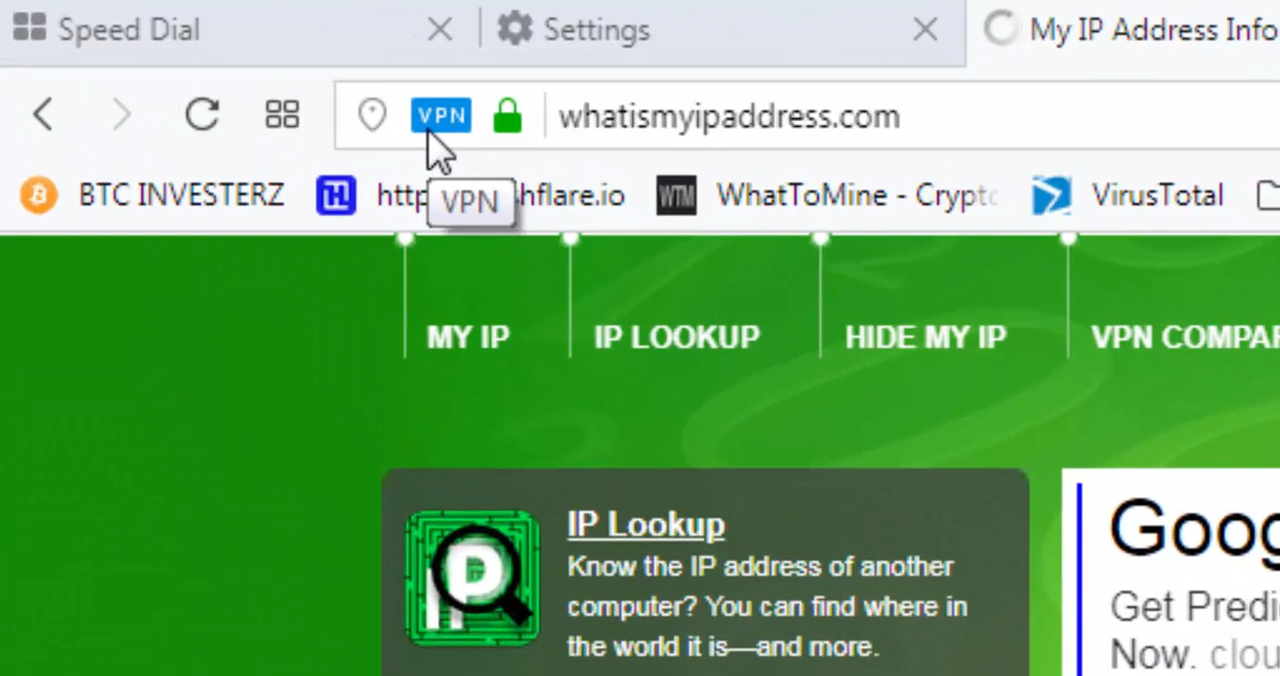 Speed Dial
Settings
My IP Address Info
VPN
whatismyipaddress.com
BTC INVESTERZ
http
hflare.io
WTM
WhatToMine - Crypto
VirusTotal
VPN
MY IP
IP LOOKUP
HIDE MY IP
VPN COMPAR
IP
IP Lookup
Know the IP address of another
computer? You can find where in
the world it is—and more.
Goog
Get Predi
Now. clou